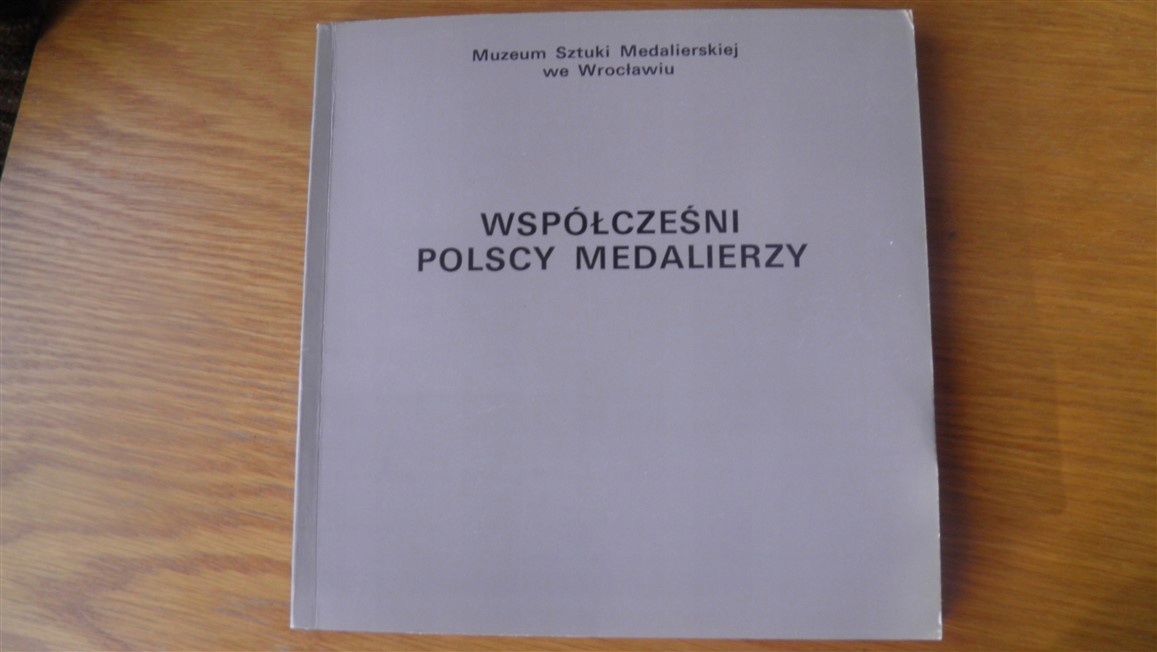 Muzeum Sztuki Medalierskiej
we Wrocławiu
WSPÓŁCZEŚNI
POLSCY MEDALIERZY